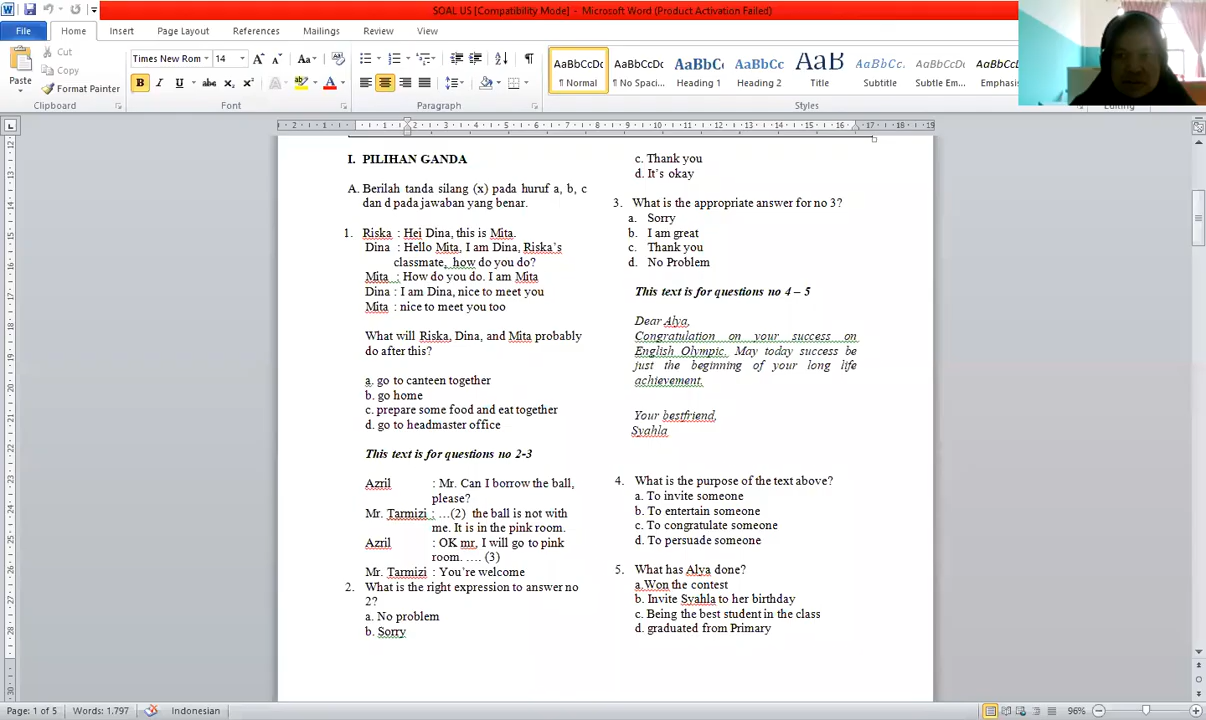 SOAL US [Compatibility Mode] - Microsoft Word (Product Activation Failed)
File Home Insert Page Layout References Mailings Review View
Paste
Cut
Copy
Format Painter
Clipboard
Times New Rom 14
Font
Paragraph
AaBbCcDc AaBbCcDc AaBbC AaBbCc AaB AaBbCc. AaBbCcDc AaBbCcDc
¶ Normal ¶ No Spaci... Heading 1 Heading 2 Title Subtitle Subtle Em... Emphasis
Styles
Editing
I. PILIHAN GANDA
A. Berilah tanda silang (x) pada huruf a, b, c
dan d pada jawaban yang benar.
1. Riska : Hei Dina, this is Mita.
Dina : Hello Mita, I am Dina, Riska's
classmate, how do you do?
Mita : How do you do. I am Mita
Dina : I am Dina, nice to meet you
Mita : nice to meet you too
What will Riska, Dina, and Mita probably
do after this?
a. go to canteen together
b. go home
c. prepare some food and eat together
d. go to headmaster office
This text is for questions no 2-3
Azril : Mr. Can I borrow the ball,
please?
Mr. Tarmizi : …(2) the ball is not with
me. It is in the pink room.
Azril : OK mr, I will go to pink
room. …. (3)
Mr. Tarmizi : You're welcome
2. What is the right expression to answer no
2?
a. No problem
b. Sorry
c. Thank you
d. It's okay
3. What is the appropriate answer for no 3?
a. Sorry
b. I am great
c. Thank you
d. No Problem
This text is for questions no 4 – 5
Dear Alya,
Congratulation on your success on
English Olympic. May today success be
just the beginning of your long life
achievement.
Your bestfriend,
Syahla
4. What is the purpose of the text above?
a. To invite someone
b. To entertain someone
c. To congratulate someone
d. To persuade someone
5. What has Alya done?
a.Won the contest
b. Invite Syahla to her birthday
c. Being the best student in the class
d. graduated from Primary
Page: 1 of 5 Words: 1.797 Indonesian 96%